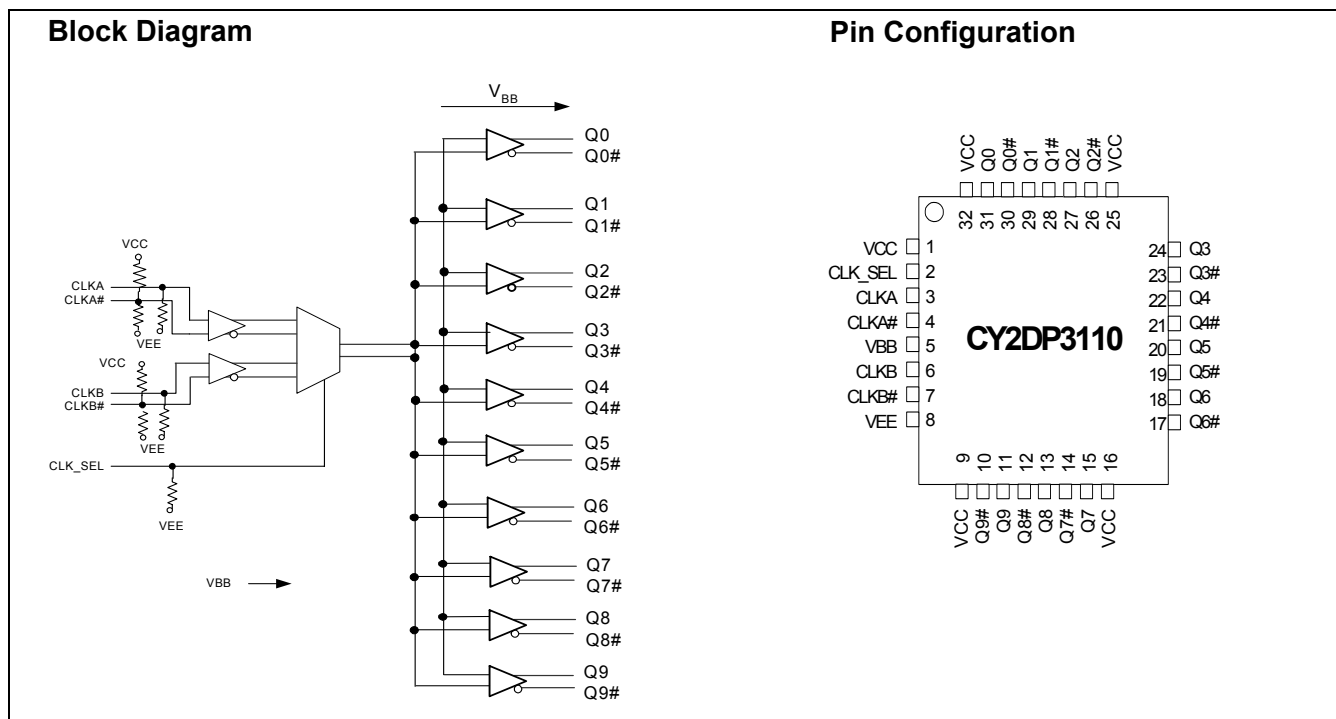 Block Diagram
V BB
Q0
Q0#
Q1
Q1#
Q2
Q2#
Q3
Q3#
Q4
Q4#
Q5
Q5#
Q6
Q6#
Q7
Q7#
Q8
Q8#
Q9
Q9#
VCC
CLKA
CLKA#
VEE
VCC
CLKB
CLKB#
VEE
CLK_SEL
VEE
VBB
Pin Configuration
VCC Q0 Q0# Q1 Q1# Q2 Q2# VCC
32 31 30 29 28 27 26 25
VCC 1
CLK_SEL 2
CLKA 3
CLKA# 4
VBB 5
CLKB 6
CLKB# 7
VEE 8
CY2DP3110
24 Q3
23 Q3#
22 Q4
21 Q4#
20 Q5
19 Q5#
18 Q6
17 Q6#
9 10 11 12 13 14 15 16
VCC Q9# Q9 Q8# Q8 Q7# Q7 VCC